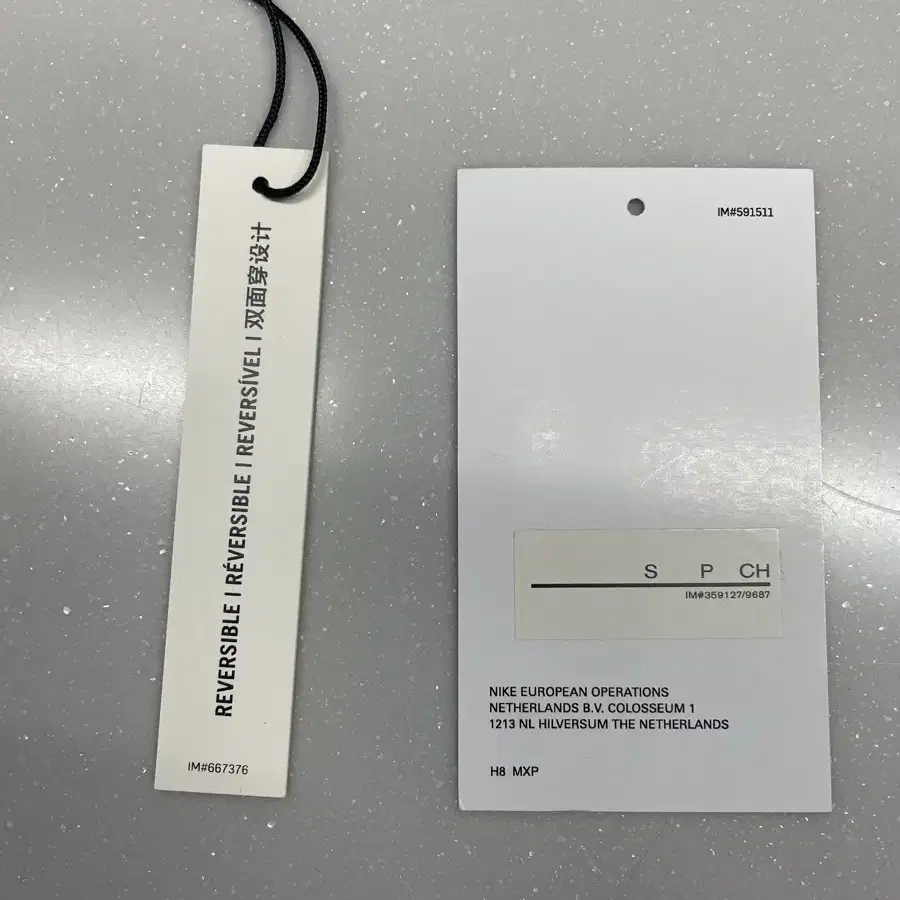 REVERSIBLE I RÉVERSIBLE I REVERSÍVEL I 双面穿设计
IM#667376
IM#591511
S P CH
IM#359127/9687
NIKE EUROPEAN OPERATIONS
NETHERLANDS B.V. COLOSSEUM 1
1213 NL HILVERSUM THE NETHERLANDS
H8 MXP